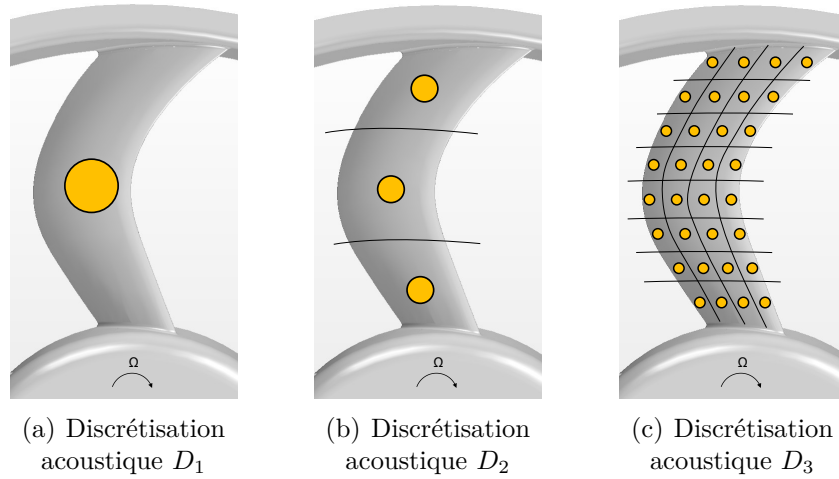 Ω
Ω
Ω
(a) Discrétisation
acoustique D₁
(b) Discrétisation
acoustique D₂
(c) Discrétisation
acoustique D₃